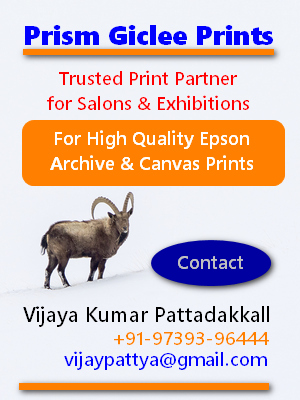 Prism Giclee Prints
Trusted Print Partner
for Salons & Exhibitions
For High Quality Epson
Archive & Canvas Prints
Contact
Vijaya Kumar Pattadakkall
+91-97393-96444
vijaypattya@gmail.com